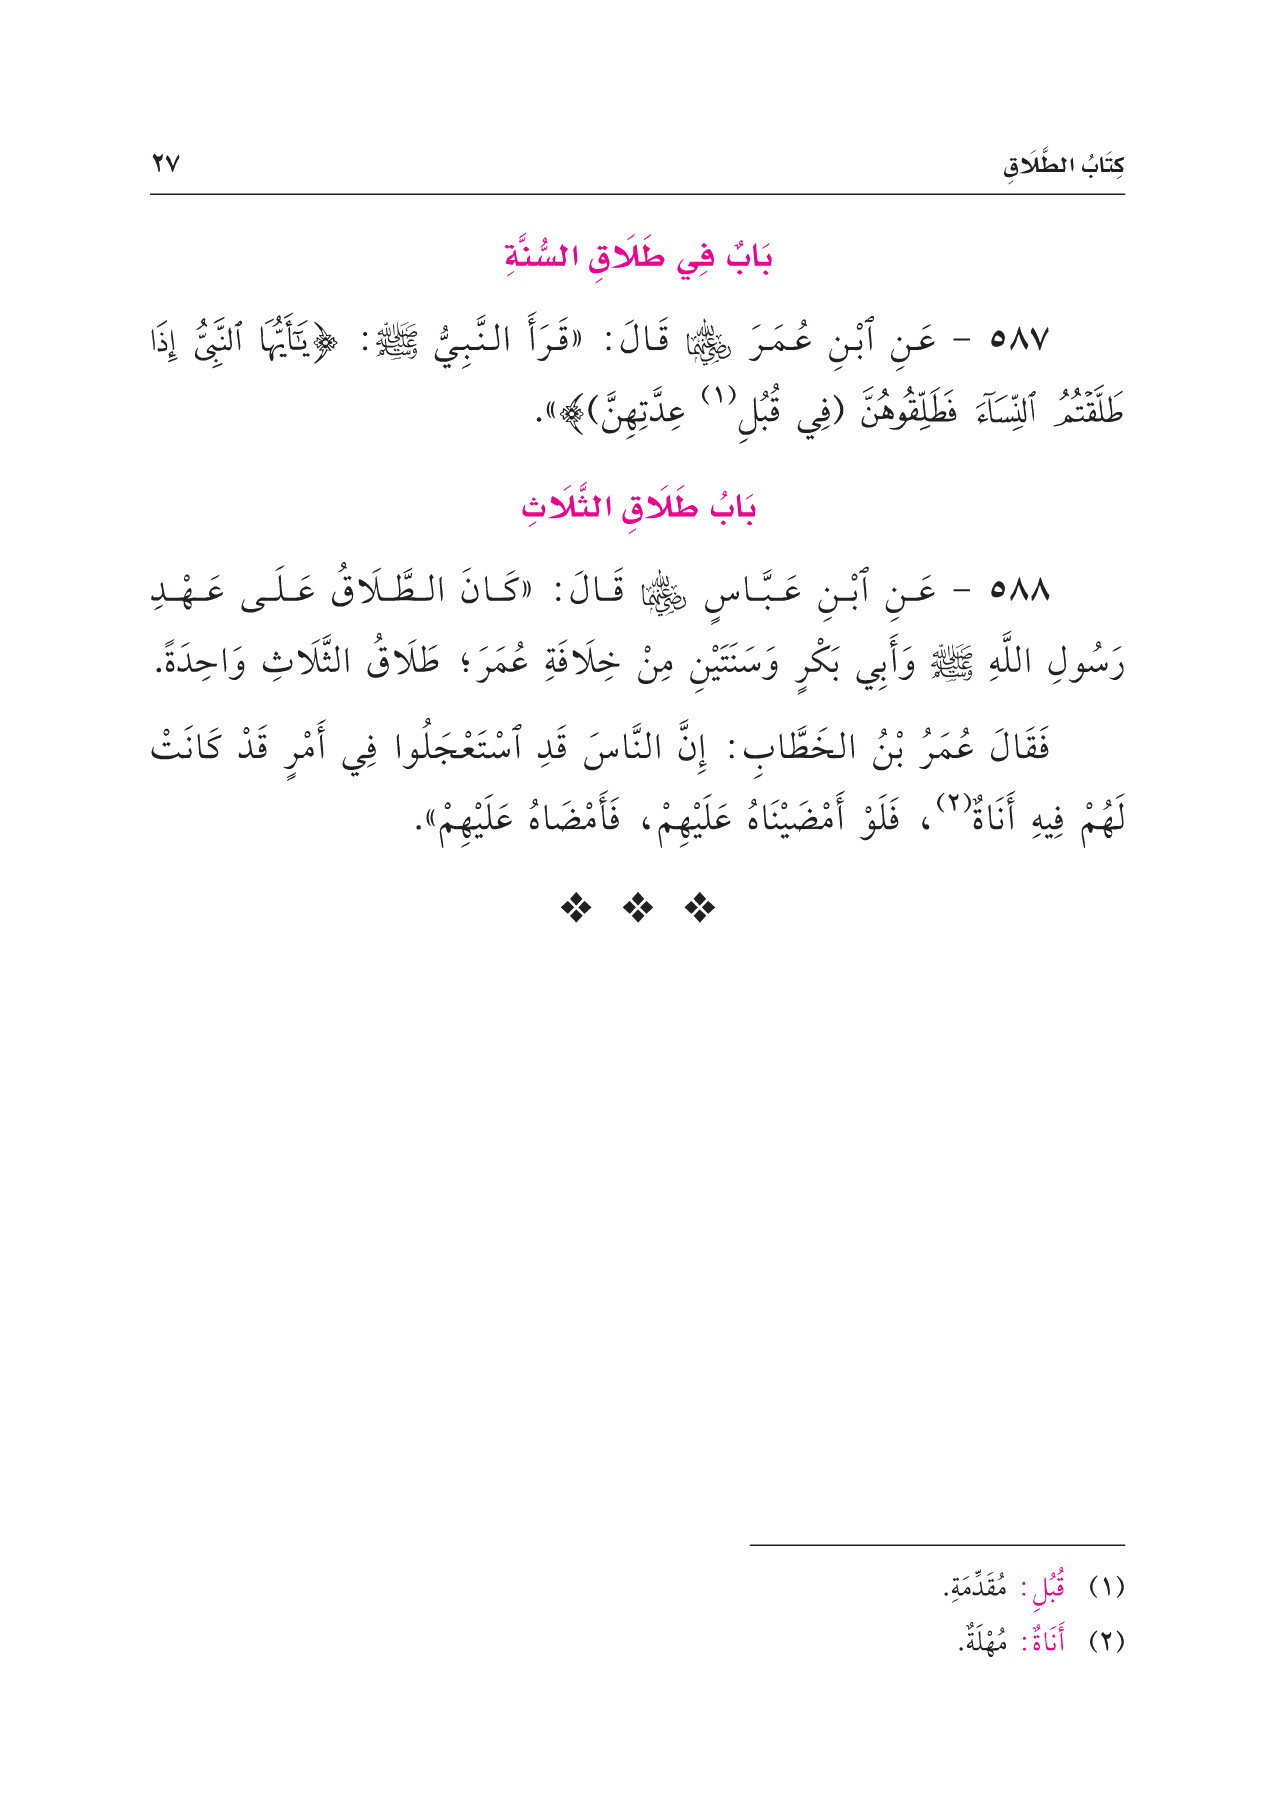 كِتَابُ الطَّلَاقِ ٢٧
بَابٌ فِي طَلَاقِ السُّنَّةِ
٥٨٧ - عَنِ ٱبْنِ عُمَرَ رضي الله عنهما قَالَ: «قَرَأَ النَّبِيُّ ﷺ: ﴿يَٰٓأَيُّهَا ٱلنَّبِىُّ إِذَا
طَلَّقْتُمُ ٱلنِّسَآءَ فَطَلِّقُوهُنَّ (فِي قُبُلِ(١) عِدَّتِهِنَّ)﴾».
بَابُ طَلَاقِ الثَّلَاثِ
٥٨٨ - عَنِ ٱبْنِ عَبَّاسٍ رضي الله عنهما قَالَ: «كَانَ الطَّلَاقُ عَلَى عَهْدِ
رَسُولِ اللَّهِ ﷺ وَأَبِي بَكْرٍ وَسَنَتَيْنِ مِنْ خِلَافَةِ عُمَرَ؛ طَلَاقُ الثَّلَاثِ وَاحِدَةً.
فَقَالَ عُمَرُ بْنُ الخَطَّابِ: إِنَّ النَّاسَ قَدِ ٱسْتَعْجَلُوا فِي أَمْرٍ قَدْ كَانَتْ
لَهُمْ فِيهِ أَنَاةٌ(٢)، فَلَوْ أَمْضَيْنَاهُ عَلَيْهِمْ، فَأَمْضَاهُ عَلَيْهِمْ».
(١) قُبُلِ: مُقَدِّمَةِ.
(٢) أَنَاةٌ: مُهْلَةٌ.